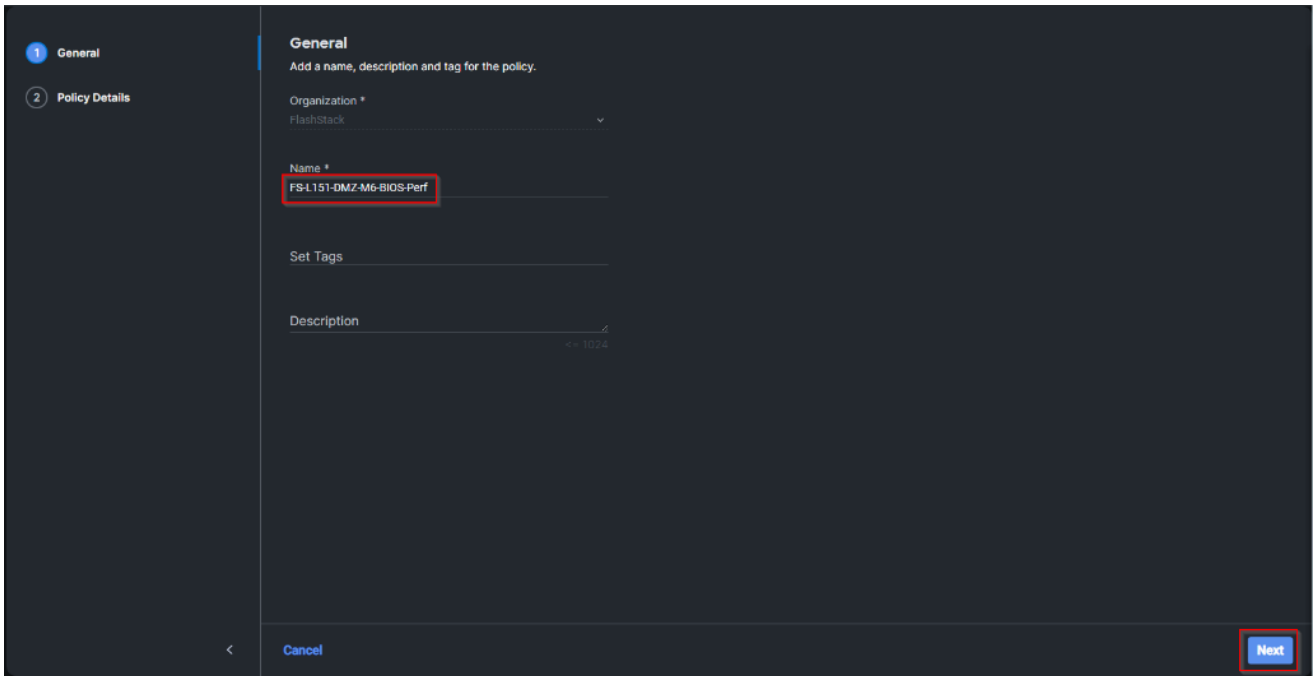 1 General
2 Policy Details
General
Add a name, description and tag for the policy.
Organization *
FlashStack
Name *
FS-L151-DMZ-M6-BIOS-Perf
Set Tags
Description
<= 1024
<
Cancel
Next